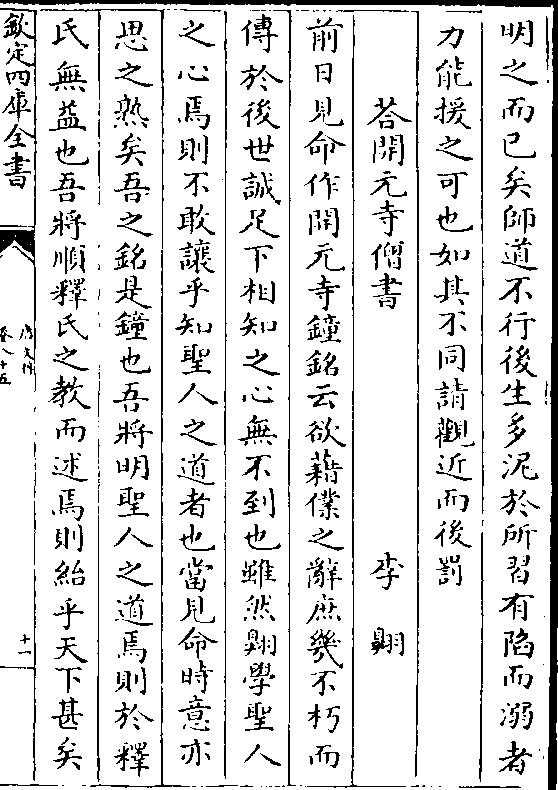 明之而已矣師道不行後生多泥於所習有陷而溺者
力能援之可也如其不同請觀近而後罰
荅開元寺僧書 李翺
前日見命作開元寺鐘銘云欲藉僕之辭庶幾不朽而
傳於後世誠足下相知之心無不到也雖然翺學聖人
之心焉則不敢讓乎知聖人之道者也當見命時意亦
思之熟矣吾之銘是鐘也吾將明聖人之道焉則於釋
氏無益也吾將順釋氏之教而述焉則紿乎天下甚矣
欽定四庫全書
唐文粹
卷八十五
十一